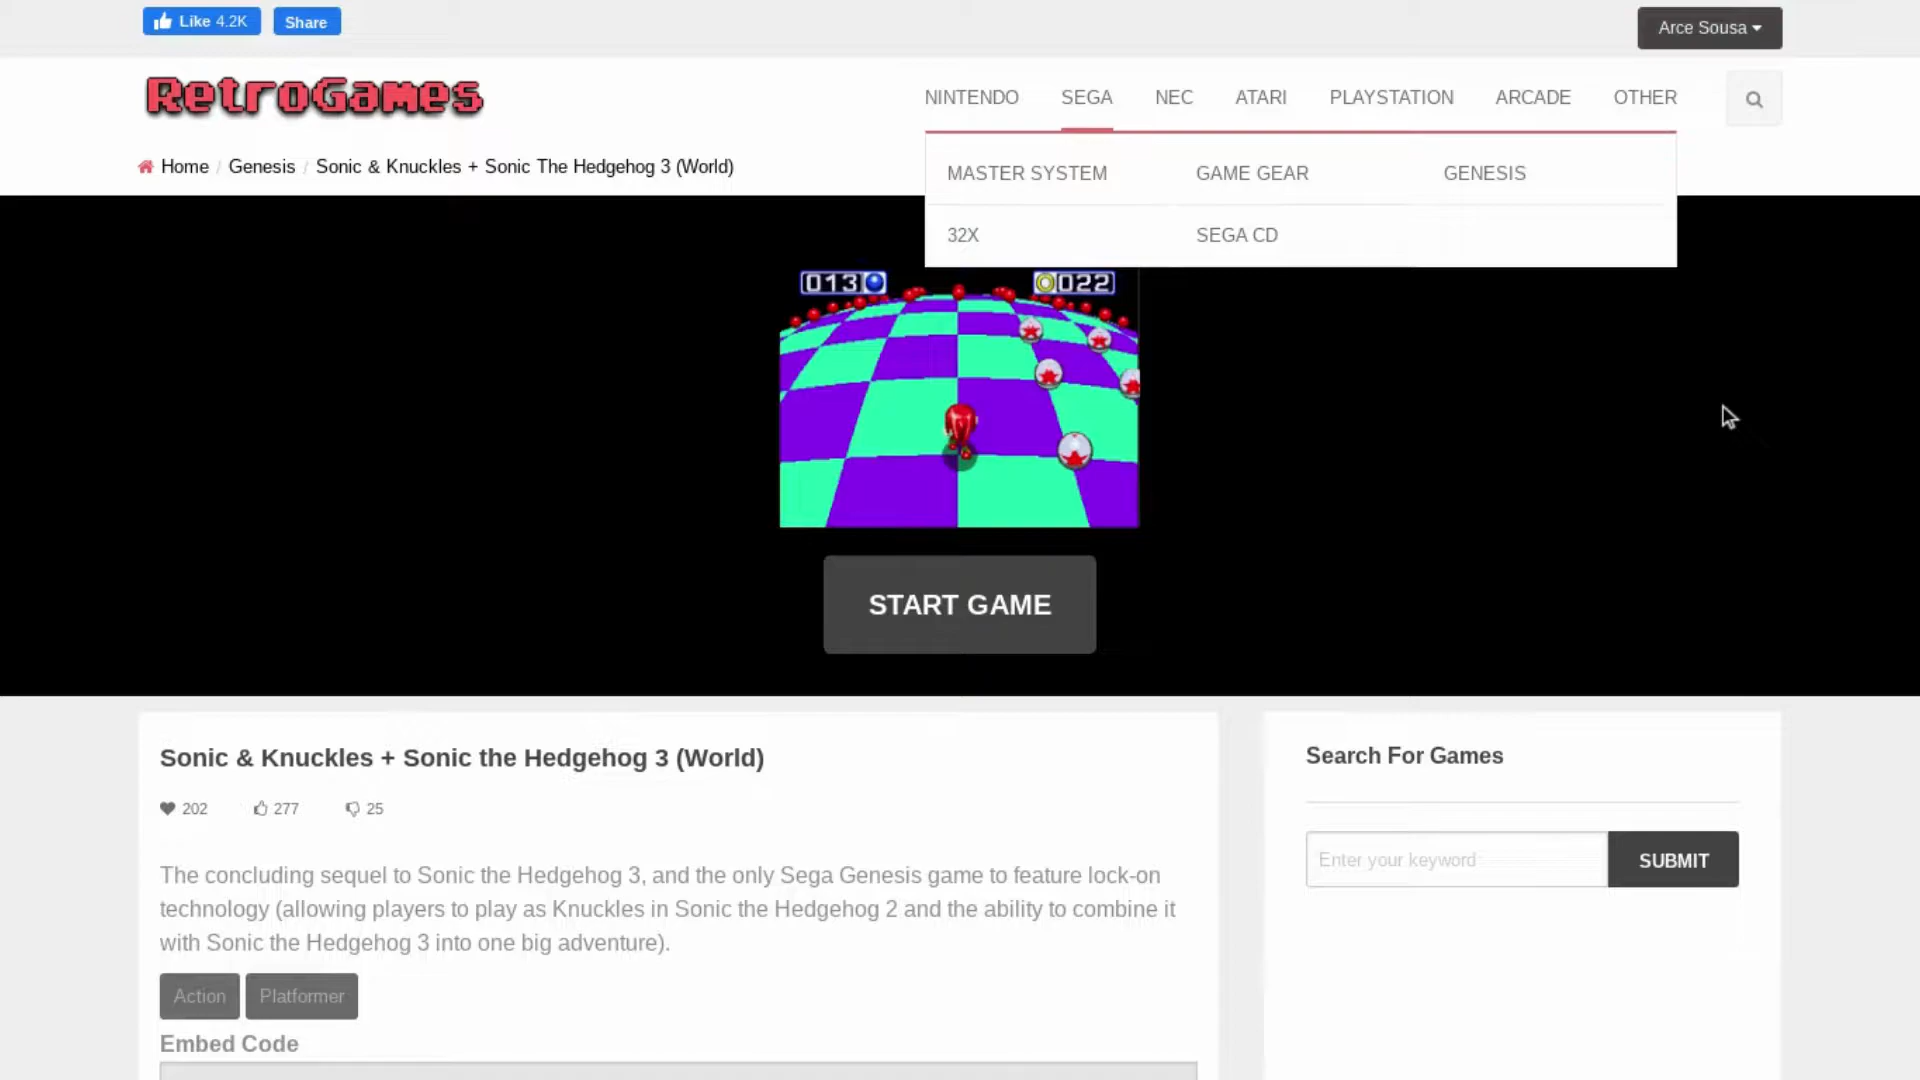 Like 4.2K
Share
Arce Sousa
RetroGames
NINTENDO
SEGA
NEC
ATARI
PLAYSTATION
ARCADE
OTHER
Home / Genesis / Sonic & Knuckles + Sonic The Hedgehog 3 (World)
MASTER SYSTEM
GAME GEAR
GENESIS
32X
SEGA CD
013
022
START GAME
Sonic & Knuckles + Sonic the Hedgehog 3 (World)
202
277
25
The concluding sequel to Sonic the Hedgehog 3, and the only Sega Genesis game to feature lock-on
technology (allowing players to play as Knuckles in Sonic the Hedgehog 2 and the ability to combine it
with Sonic the Hedgehog 3 into one big adventure).
Action
Platformer
Embed Code
Search For Games
Enter your keyword
SUBMIT